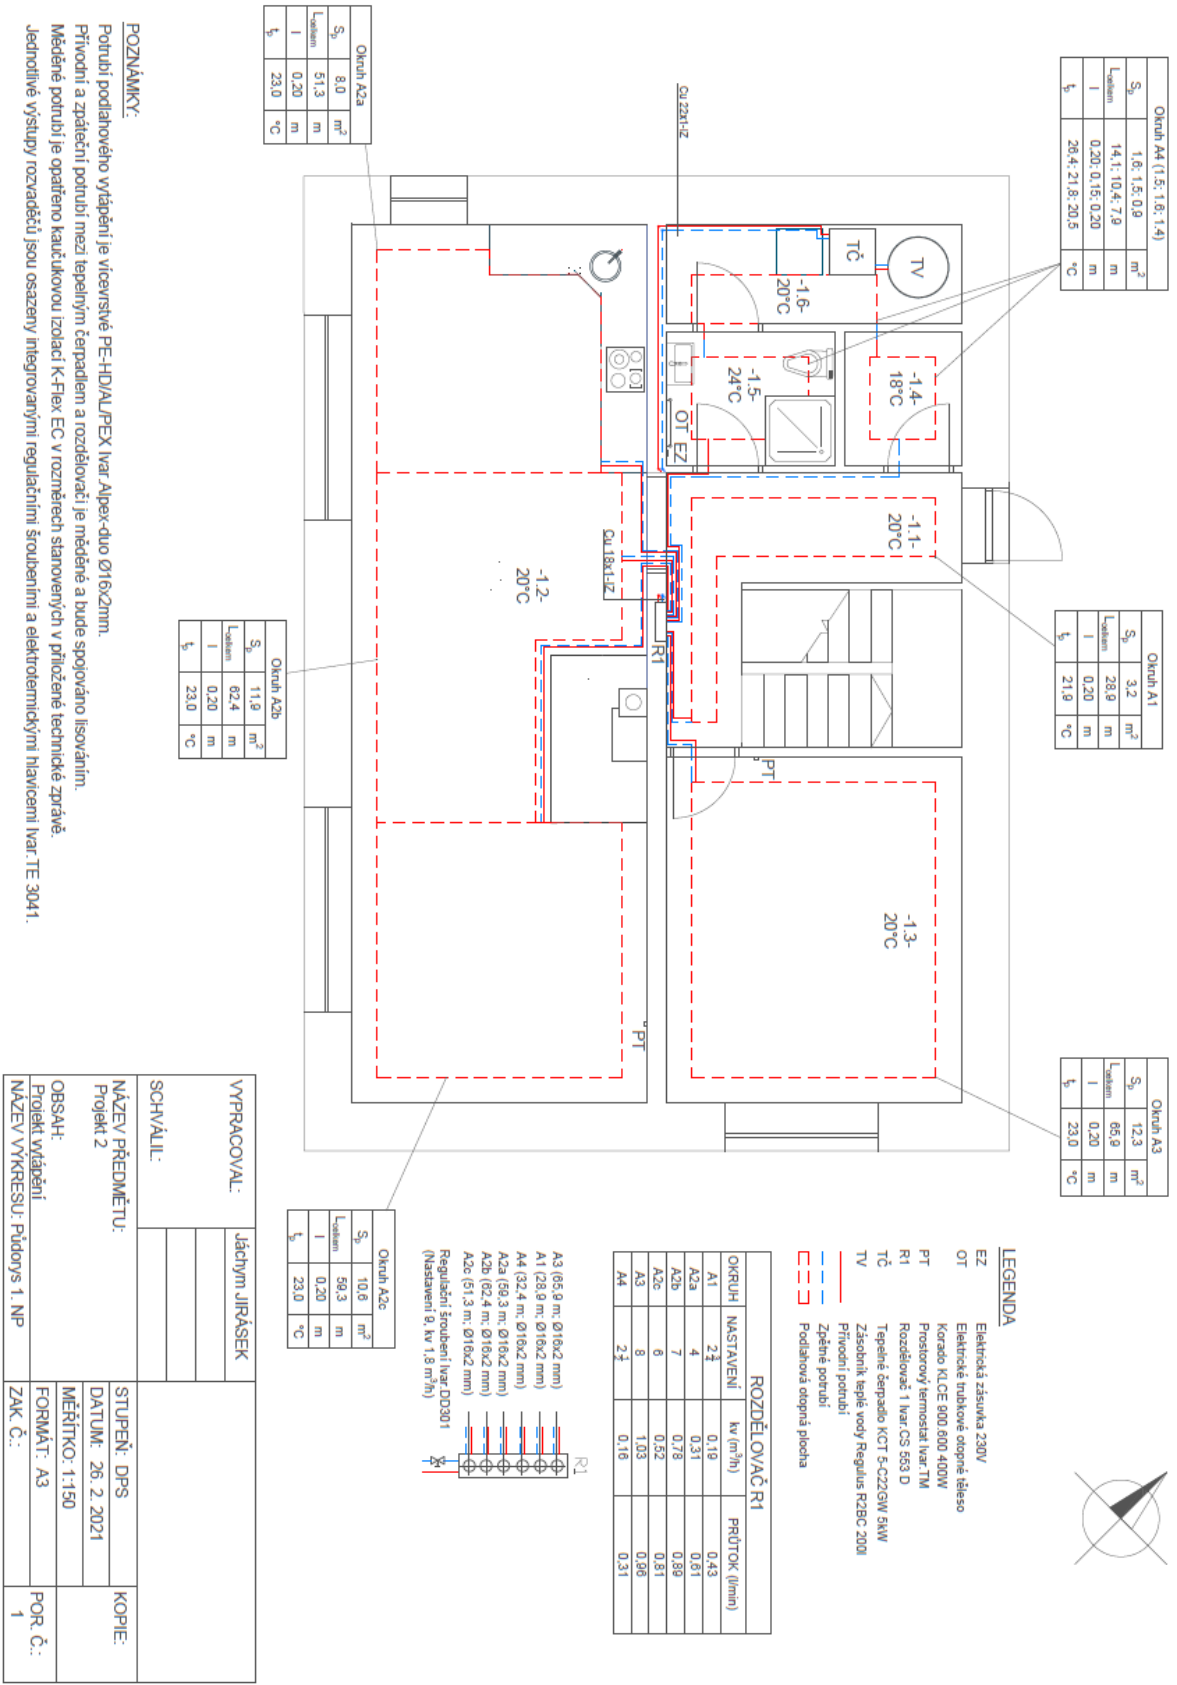 Okruh A4 (1.5; 1.6; 1.4)
Sp 1,6; 1,5; 0,9 m²
Lcelkem 14,1; 10,4; 7,9 m
l 0,20; 0,15; 0,20 m
tp 26,4; 21,8; 20,5 °C
Okruh A1
Sp 3,2 m²
Lcelkem 28,9 m
l 0,20 m
tp 21,9 °C
Okruh A3
Sp 12,3 m²
Lcelkem 65,9 m
l 0,20 m
tp 23,0 °C
Cu 22x1-IZ
TV
TČ
-1.6-
20°C
-1.4-
18°C
-1.5-
24°C
OT EZ
-1.1-
20°C
Cu 18x1-IZ
R1
PT
-1.3-
20°C
-1.2-
20°C
PT
Okruh A2a
Sp 8,0 m²
Lcelkem 51,3 m
l 0,20 m
tp 23,0 °C
Okruh A2b
Sp 11,9 m²
Lcelkem 62,4 m
l 0,20 m
tp 23,0 °C
Okruh A2c
Sp 10,6 m²
Lcelkem 59,3 m
l 0,20 m
tp 23,0 °C
POZNÁMKY:
Potrubí podlahového vytápění je vícevrstvé PE-HD/AL/PEX Ivar.Alpex-duo Ø16x2mm.
Přívodní a zpáteční potrubí mezi tepelným čerpadlem a rozdělovači je měděné a bude spojováno lisováním.
Měděné potrubí je opatřeno kaučukovou izolací K-Flex EC v rozměrech stanovených v přiložené technické zprávě.
Jednotlivé výstupy rozvaděčů jsou osazeny integrovanými regulačními šroubeními a elektrotermickými hlavicemi Ivar.TE 3041.
LEGENDA
EZ Elektrická zásuvka 230V
OT Elektrické trubkové otopné těleso
Korado KLCE 900.600 400W
PT Prostorový termostat Ivar.TM
R1 Rozdělovač 1 Ivar.CS 553 D
TČ Tepelné čerpadlo KCT 5-C22GW 5kW
TV Zásobník teplé vody Regulus R2BC 200l
Přívodní potrubí
Zpětné potrubí
Podlahová otopná plocha
ROZDĚLOVAČ R1
OKRUH NASTAVENÍ kv (m³/h) PRŮTOK (l/min)
A1 2¾ 0,19 0,43
A2a 4 0,31 0,61
A2b 7 0,78 0,89
A2c 6 0,52 0,81
A3 8 1,03 0,96
A4 2½ 0,16 0,31
R1
A3 (65,9 m; Ø16x2 mm)
A1 (28,9 m; Ø16x2 mm)
A4 (32,4 m; Ø16x2 mm)
A2a (59,3 m; Ø16x2 mm)
A2b (62,4 m; Ø16x2 mm)
A2c (51,3 m; Ø16x2 mm)
Regulační šroubení Ivar.DD301
(Nastavení 9, kv 1,8 m³/h)
VYPRACOVAL: Jáchym JIRÁSEK
SCHVÁLIL:
NÁZEV PŘEDMĚTU:
Projekt 2
OBSAH:
Projekt vytápění
NÁZEV VÝKRESU: Půdorys 1. NP
STUPEŇ: DPS
DATUM: 26. 2. 2021
MĚŘÍTKO: 1:150
FORMÁT: A3
ZAK. Č.:
KOPIE:
POR. Č.:
1